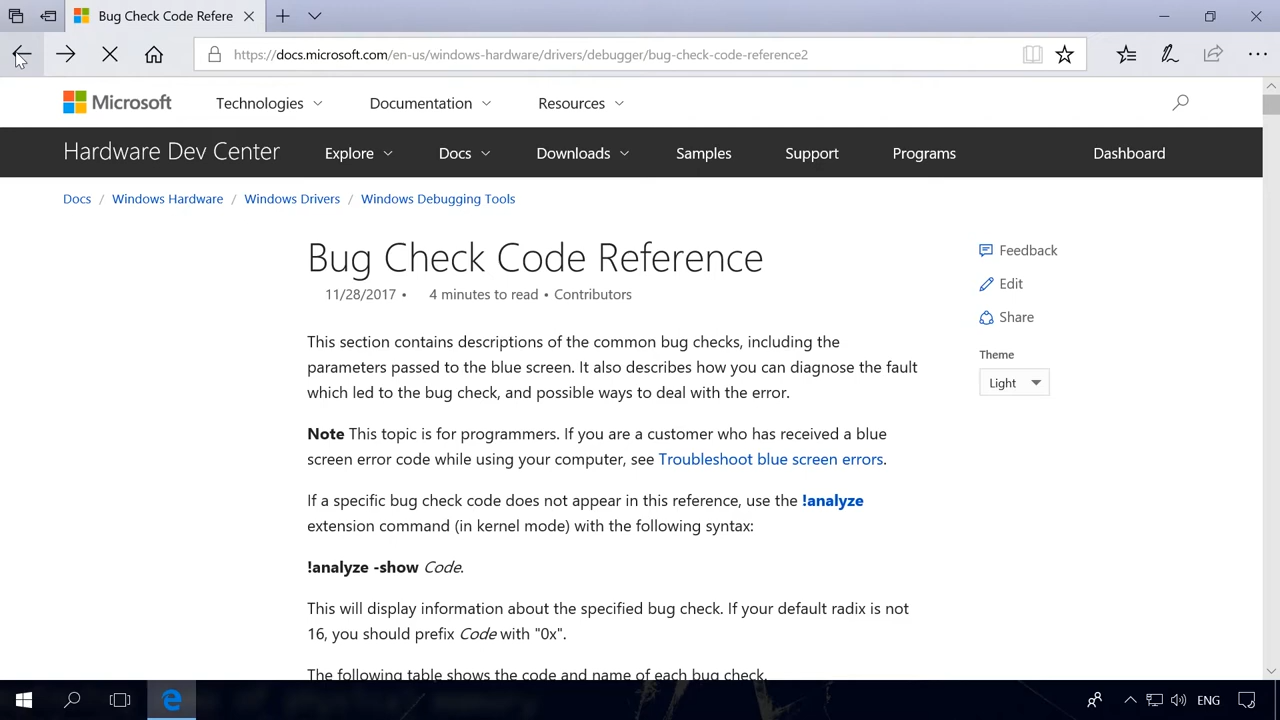 Bug Check Code Refere
https://docs.microsoft.com/en-us/windows-hardware/drivers/debugger/bug-check-code-reference2
Microsoft Technologies Documentation Resources
Hardware Dev Center Explore Docs Downloads Samples Support Programs Dashboard
Docs / Windows Hardware / Windows Drivers / Windows Debugging Tools
Bug Check Code Reference
11/28/2017 • 4 minutes to read • Contributors
Feedback
Edit
Share
Theme
Light
This section contains descriptions of the common bug checks, including the
parameters passed to the blue screen. It also describes how you can diagnose the fault
which led to the bug check, and possible ways to deal with the error.
Note This topic is for programmers. If you are a customer who has received a blue
screen error code while using your computer, see Troubleshoot blue screen errors.
If a specific bug check code does not appear in this reference, use the !analyze
extension command (in kernel mode) with the following syntax:
!analyze -show Code.
This will display information about the specified bug check. If your default radix is not
16, you should prefix Code with "0x".
The following table shows the code and name of each bug check.
ENG